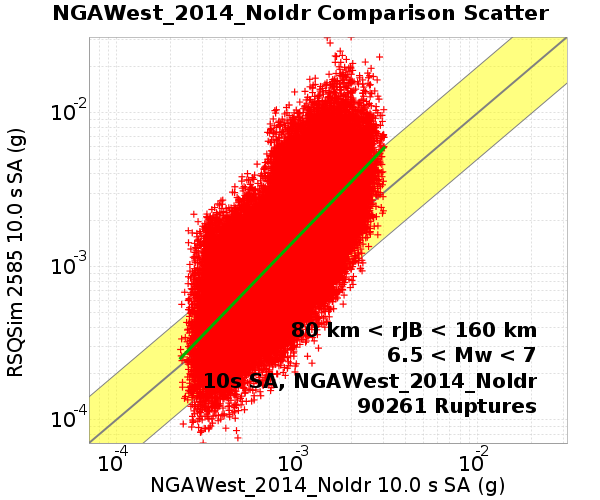 NGAWest_2014_NoIdr Comparison Scatter
RSQSim 2585 10.0 s SA (g)
10-2
10-3
10-4
80 km < rJB < 160 km
6.5 < Mw < 7
10s SA, NGAWest_2014_NoIdr
90261 Ruptures
10-4
10-3
10-2
NGAWest_2014_NoIdr 10.0 s SA (g)